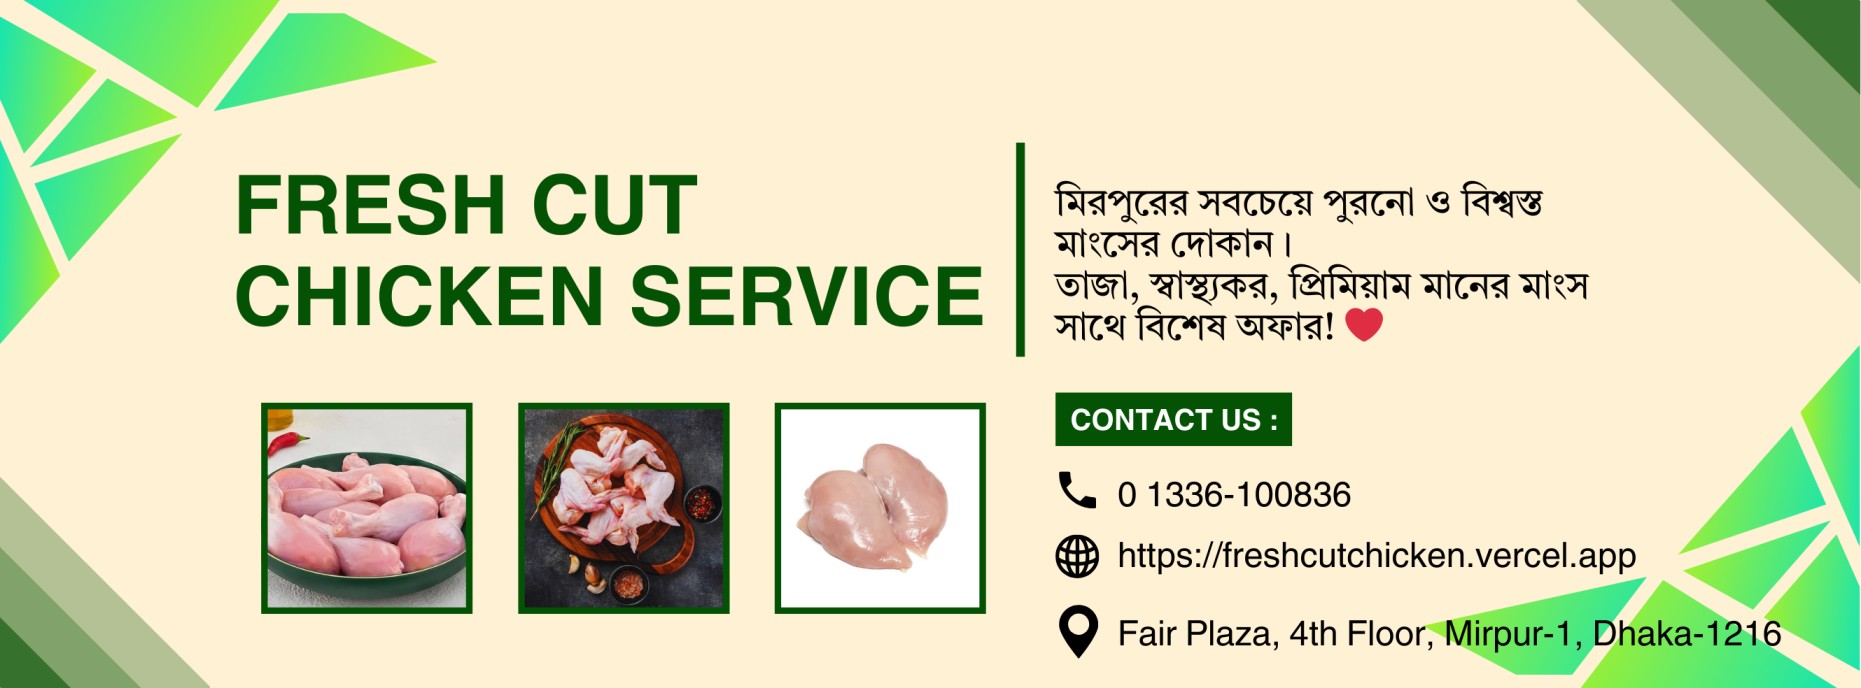 FRESH CUT
CHICKEN SERVICE
মিরপুরের সবচেয়ে পুরনো ও বিশ্বস্ত
মাংসের দোকান।
তাজা, স্বাস্থ্যকর, প্রিমিয়াম মানের মাংস
সাথে বিশেষ অফার! ❤️
CONTACT US :
0 1336-100836
https://freshcutchicken.vercel.app
Fair Plaza, 4th Floor, Mirpur-1, Dhaka-1216